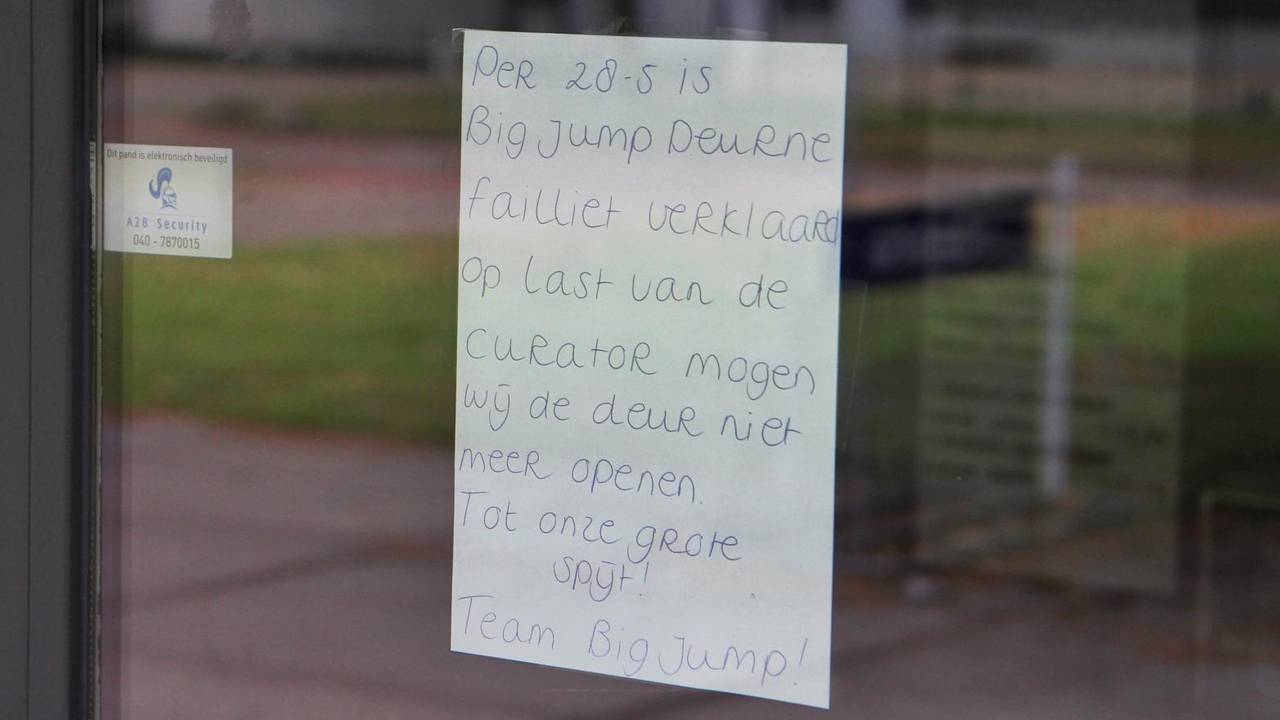 Dit pand is elektronisch beveiligd
A2B Security
040 - 7870015
Per 28-5 is
Big Jump Deurne
failliet verklaard
op last van de
curator mogen
wij de deur niet
meer openen.
Tot onze grote
spijt!
Team Big Jump!